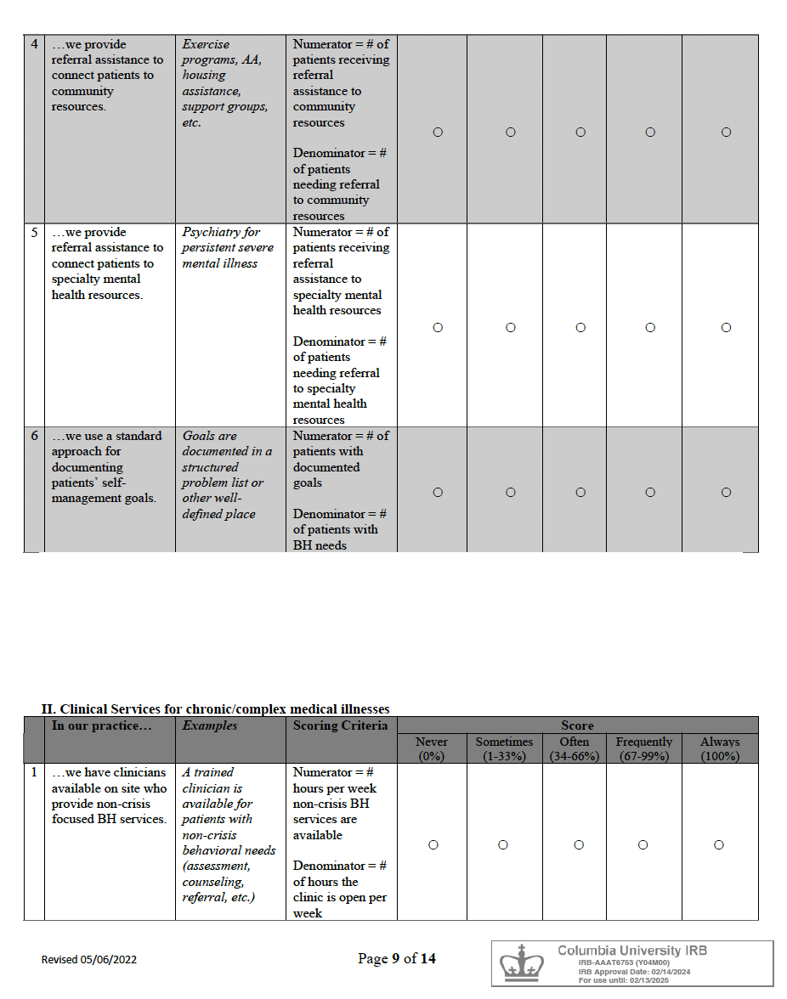 4 …we provide referral assistance to connect patients to community resources.
Exercise programs, AA, housing assistance, support groups, etc.
Numerator = # of patients receiving referral assistance to community resources
Denominator = # of patients needing referral to community resources
○ ○ ○ ○ ○
5 …we provide referral assistance to connect patients to specialty mental health resources.
Psychiatry for persistent severe mental illness
Numerator = # of patients receiving referral assistance to specialty mental health resources
Denominator = # of patients needing referral to specialty mental health resources
○ ○ ○ ○ ○
6 …we use a standard approach for documenting patients’ self-management goals.
Goals are documented in a structured problem list or other well-defined place
Numerator = # of patients with documented goals
Denominator = # of patients with BH needs
○ ○ ○ ○ ○
II. Clinical Services for chronic/complex medical illnesses
In our practice… Examples Scoring Criteria Score
Never (0%) Sometimes (1-33%) Often (34-66%) Frequently (67-99%) Always (100%)
1 …we have clinicians available on site who provide non-crisis focused BH services.
A trained clinician is available for patients with non-crisis behavioral needs (assessment, counseling, referral, etc.)
Numerator = # hours per week non-crisis BH services are available
Denominator = # of hours the clinic is open per week
○ ○ ○ ○ ○
Revised 05/06/2022
Page 9 of 14
Columbia University IRB
IRB-AAAT6753 (Y04M00)
IRB Approval Date: 02/14/2024
For use until: 02/13/2025